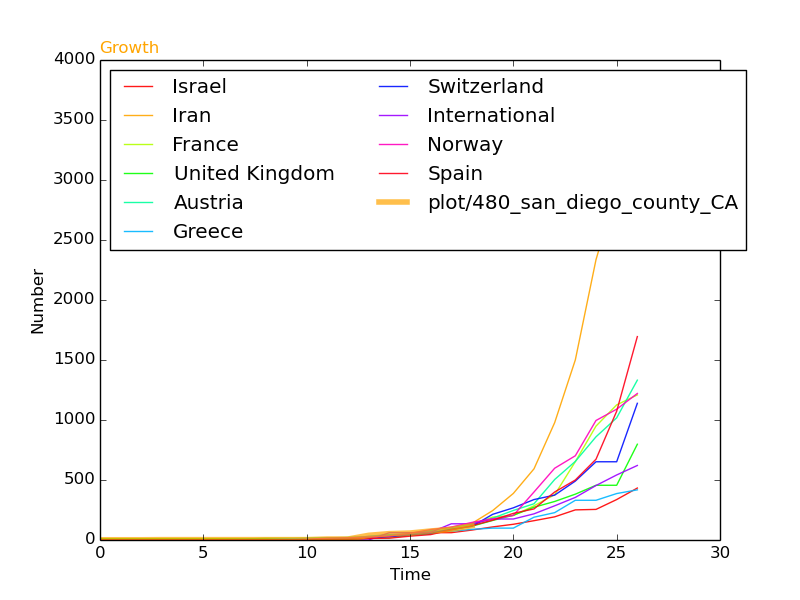 Growth
4000
3500
3000
2500
2000
1500
1000
500
0
Number
Israel
Iran
France
United Kingdom
Austria
Greece
Switzerland
International
Norway
Spain
plot/480_san_diego_county_CA
0 5 10 15 20 25 30
Time